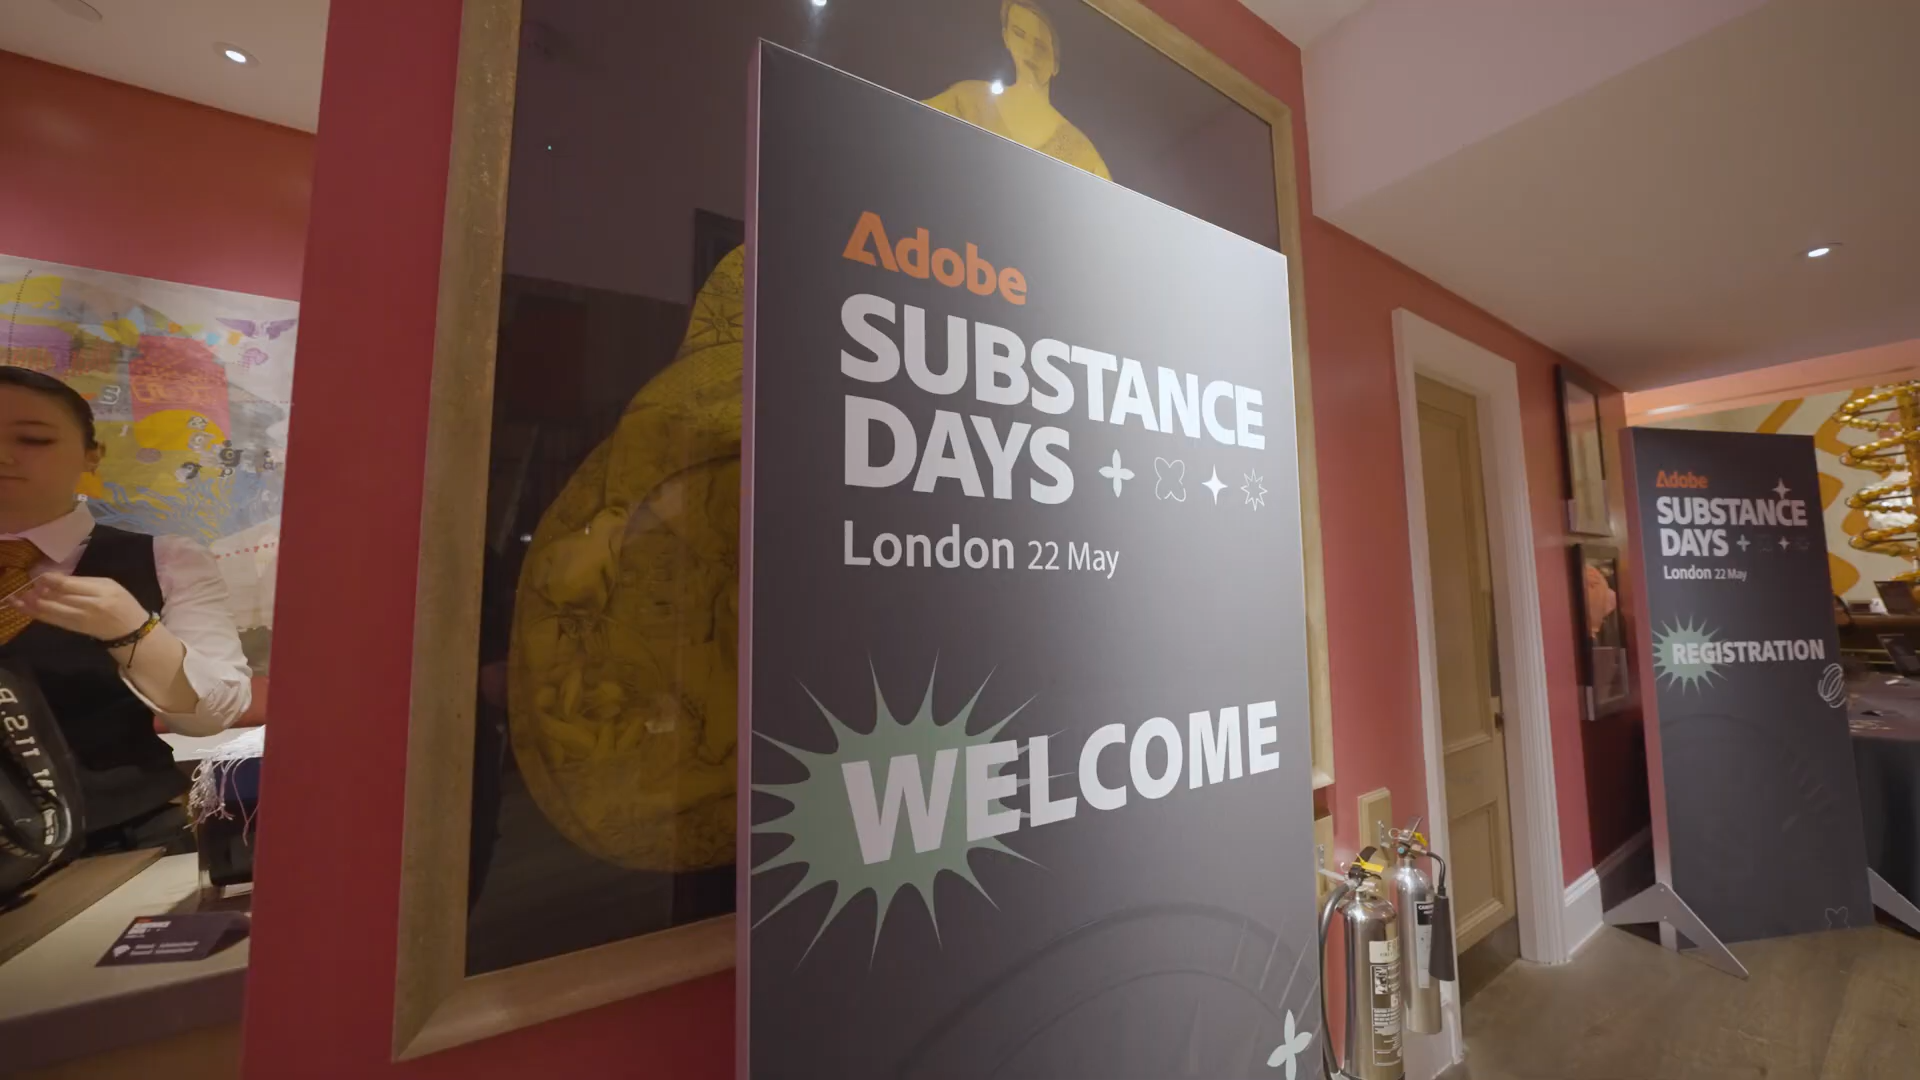 Adobe
SUBSTANCE
DAYS
London 22 May
WELCOME
Adobe
SUBSTANCE
DAYS
London 22 May
REGISTRATION